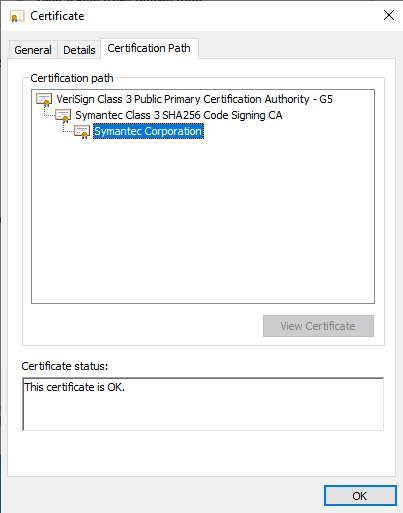 Certificate
General Details Certification Path
Certification path
VeriSign Class 3 Public Primary Certification Authority - G5
Symantec Class 3 SHA256 Code Signing CA
Symantec Corporation
View Certificate
Certificate status:
This certificate is OK.
OK